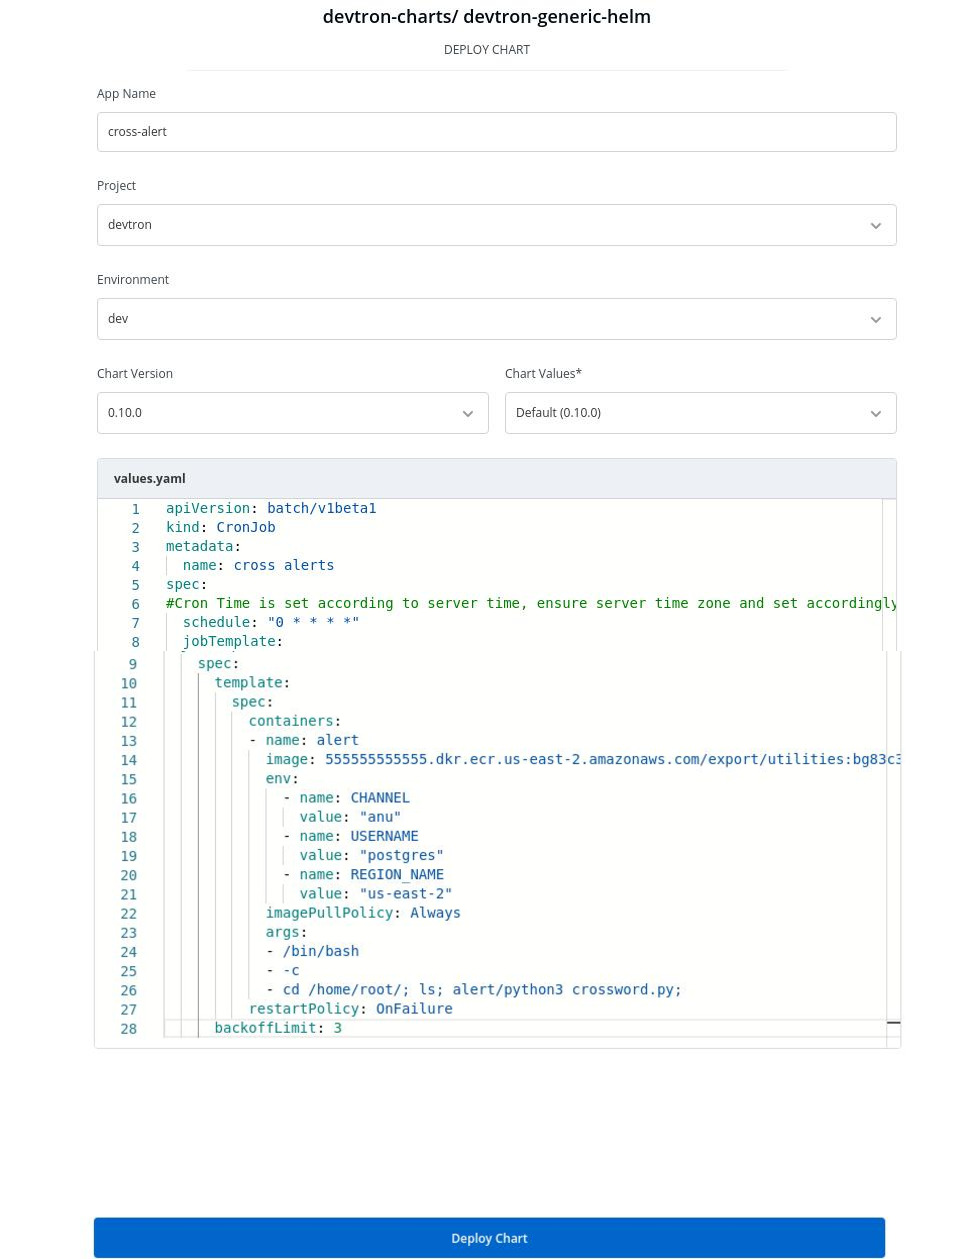 devtron-charts/ devtron-generic-helm
DEPLOY CHART
App Name
cross-alert
Project
devtron
Environment
dev
Chart Version
Chart Values*
0.10.0
Default (0.10.0)
values.yaml
1 apiVersion: batch/v1beta1
2 kind: CronJob
3 metadata:
4 name: cross alerts
5 spec:
6 #Cron Time is set according to server time, ensure server time zone and set accordingly
7 schedule: "0 * * * *"
8 jobTemplate:
9 spec:
10 template:
11 spec:
12 containers:
13 - name: alert
14 image: 555555555555.dkr.ecr.us-east-2.amazonaws.com/export/utilities:bg83c3
15 env:
16 - name: CHANNEL
17 value: "anu"
18 - name: USERNAME
19 value: "postgres"
20 - name: REGION_NAME
21 value: "us-east-2"
22 imagePullPolicy: Always
23 args:
24 - /bin/bash
25 - -c
26 - cd /home/root/; ls; alert/python3 crossword.py;
27 restartPolicy: OnFailure
28 backoffLimit: 3
Deploy Chart